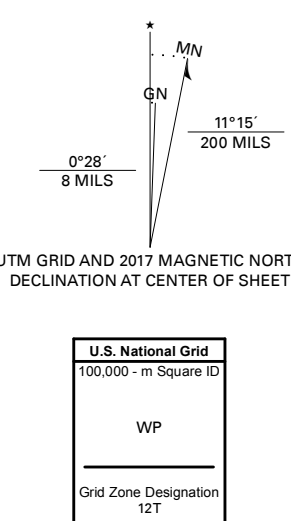 ★
MN
GN
11°15´
200 MILS
0°28´
8 MILS
UTM GRID AND 2017 MAGNETIC NORT
DECLINATION AT CENTER OF SHEET
U.S. National Grid
100,000 - m Square ID
WP
Grid Zone Designation
12T